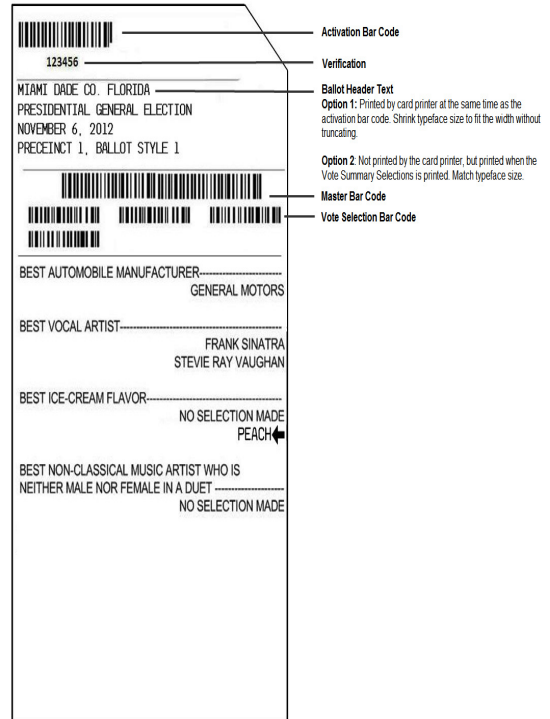 Activation Bar Code
123456
Verification
MIAMI DADE CO. FLORIDA
PRESIDENTIAL GENERAL ELECTION
NOVEMBER 6, 2012
PRECEINCT 1, BALLOT STYLE 1
Ballot Header Text
Option 1: Printed by card printer at the same time as the
activation bar code. Shrink typeface size to fit the width without
truncating.
Option 2: Not printed by the card printer, but printed when the
Vote Summary Selections is printed. Match typeface size.
Master Bar Code
Vote Selection Bar Code
BEST AUTOMOBILE MANUFACTURER-------------------------
GENERAL MOTORS
BEST VOCAL ARTIST--------------------------------------------------
FRANK SINATRA
STEVIE RAY VAUGHAN
BEST ICE-CREAM FLAVOR-----------------------------------------
NO SELECTION MADE
PEACH
BEST NON-CLASSICAL MUSIC ARTIST WHO IS
NEITHER MALE NOR FEMALE IN A DUET ---------------------
NO SELECTION MADE